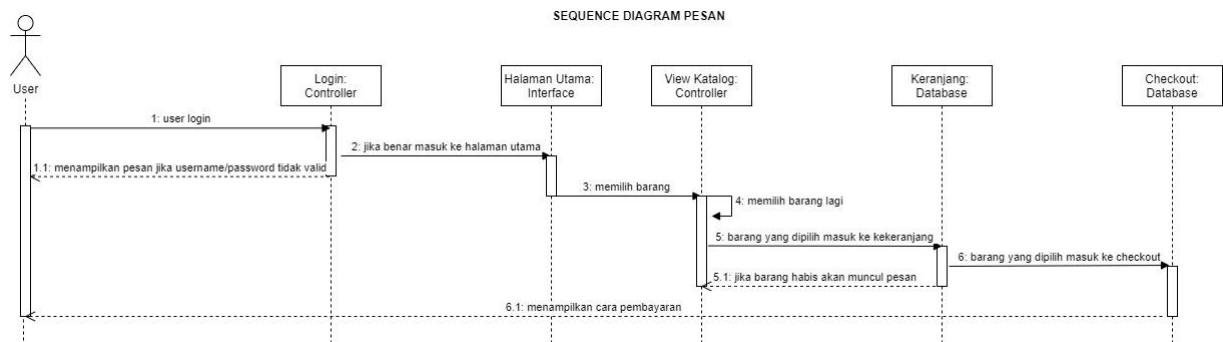 SEQUENCE DIAGRAM PESAN
User
Login:
Controller
Halaman Utama:
Interface
View Katalog:
Controller
Keranjang:
Database
Checkout:
Database
1: user login
2: jika benar masuk ke halaman utama
1.1: menampilkan pesan jika username/password tidak valid
3: memilih barang
4: memilih barang lagi
5: barang yang dipilih masuk ke kekeranjang
6: barang yang dipilih masuk ke checkout
5.1: jika barang habis akan muncul pesan
6.1: menampilkan cara pembayaran